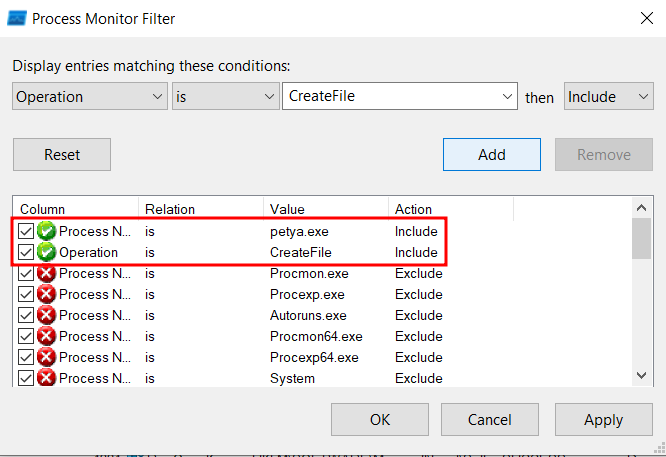 Process Monitor Filter
Display entries matching these conditions:
Operation is CreateFile then Include
Reset Add Remove
Column Relation Value Action
Process N... is petya.exe Include
Operation is CreateFile Include
Process N... is Procmon.exe Exclude
Process N... is Procexp.exe Exclude
Process N... is Autoruns.exe Exclude
Process N... is Procmon64.exe Exclude
Process N... is Procexp64.exe Exclude
Process N... is System Exclude
OK Cancel Apply